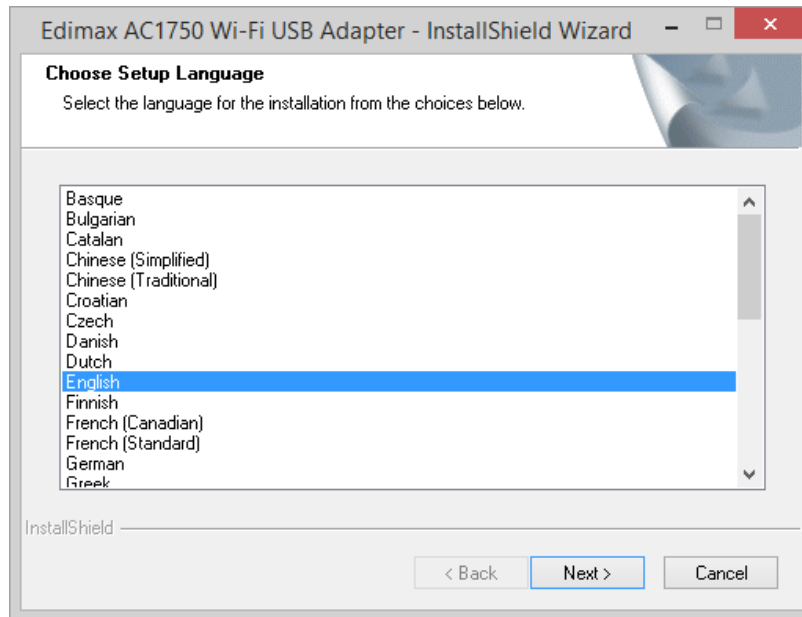 Edimax AC1750 Wi-Fi USB Adapter - InstallShield Wizard
Choose Setup Language
Select the language for the installation from the choices below.
Basque
Bulgarian
Catalan
Chinese (Simplified)
Chinese (Traditional)
Croatian
Czech
Danish
Dutch
English
Finnish
French (Canadian)
French (Standard)
German
Greek
InstallShield
< Back Next > Cancel